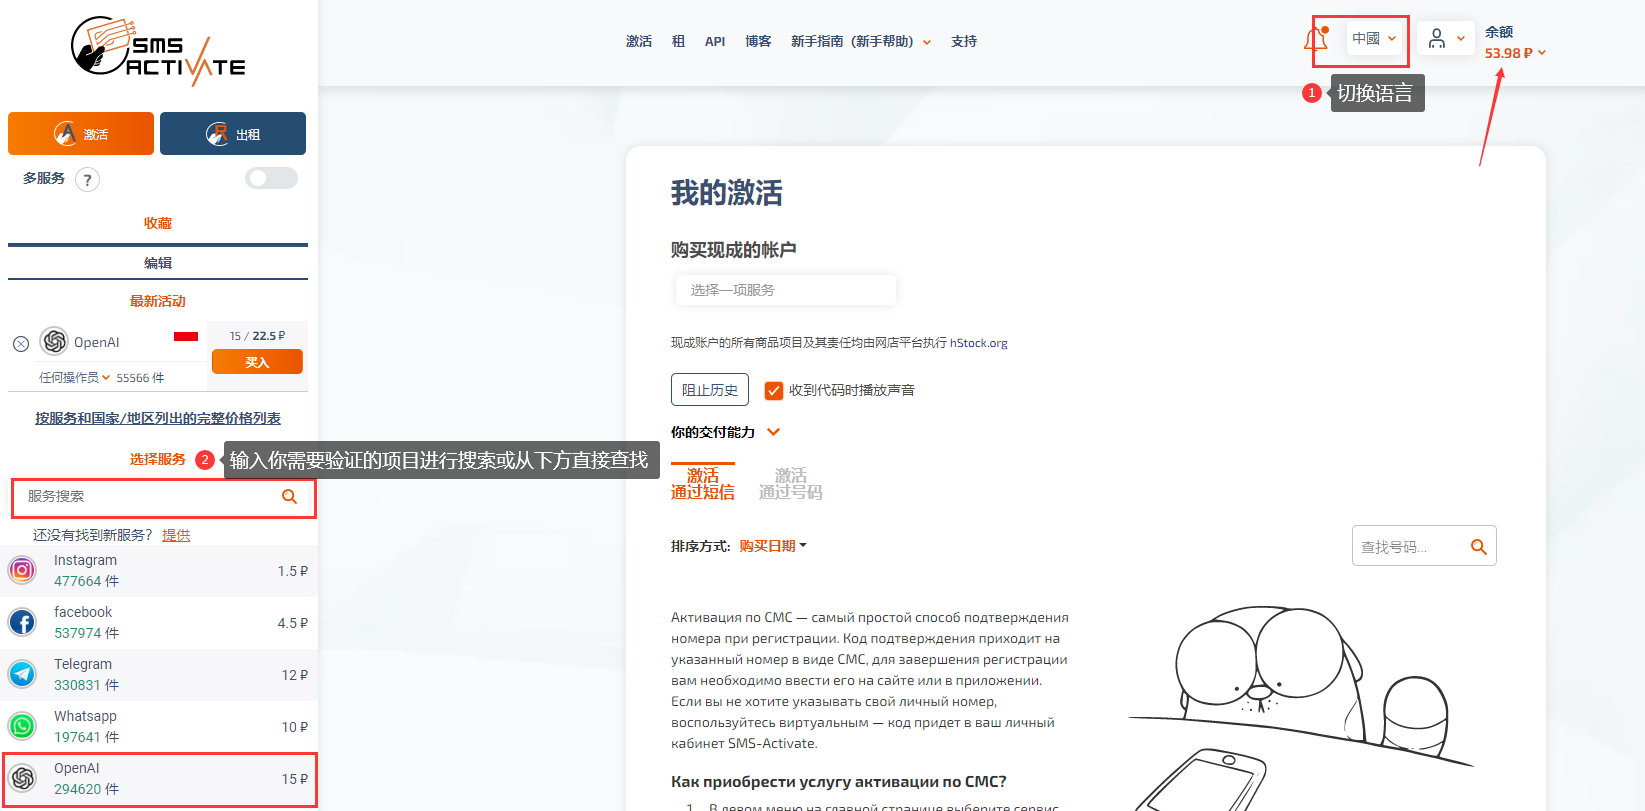 SMS
ACTIVATE
激活
租
API
博客
新手指南（新手帮助）
支持
中國
余额
53.98 ₽
1
切换语言
激活
出租
多服务
?
收藏
编辑
最新活动
OpenAI
15 / 22.5 ₽
买入
任何操作员
55566 件
按服务和国家/地区列出的完整价格列表
选择服务
2
输入你需要验证的项目进行搜索或从下方直接查找
服务搜索
还没有找到新服务？ 提供
Instagram
477664 件
1.5 ₽
facebook
537974 件
4.5 ₽
Telegram
330831 件
12 ₽
Whatsapp
197641 件
10 ₽
OpenAI
294620 件
15 ₽
我的激活
购买现成的帐户
选择一项服务
现成账户的所有商品项目及其责任均由网店平台执行 hStock.org
阻止历史
收到代码时播放声音
你的交付能力
激活
通过短信
激活
通过号码
排序方式: 购买日期
查找号码...
Активация по СМС — самый простой способ подтверждения
номера при регистрации. Код подтверждения приходит на
указанный номер в виде СМС, для завершения регистрации
вам необходимо ввести его на сайте или в приложении.
Если вы не хотите указывать свой личный номер,
воспользуйтесь виртуальным — код придет в ваш личный
кабинет SMS-Activate.
Как приобрести услугу активации по СМС?
1. В левом меню на главной странице выберите сервис